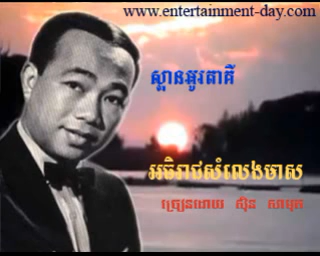 www.entertainment-day.com
ស្ពានអូរតាគី
អធិរាជសំលេងមាស
ច្រៀងដោយ ស៊ីន សាមុត